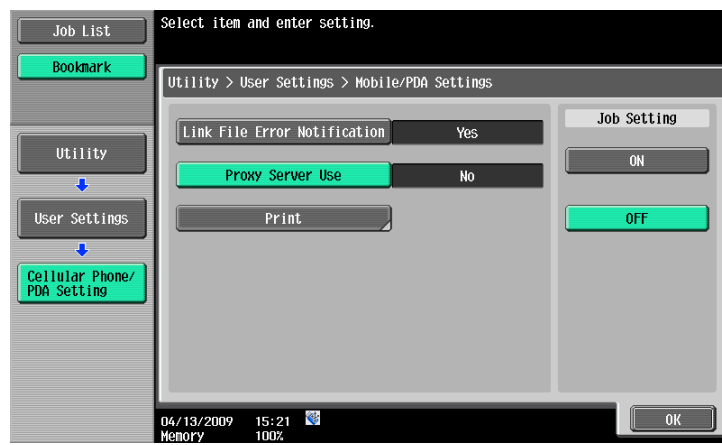 Job List
Bookmark
Utility
User Settings
Cellular Phone/
PDA Setting
Select item and enter setting.
Utility > User Settings > Mobile/PDA Settings
Link File Error Notification Yes
Proxy Server Use No
Print
Job Setting
ON
OFF
04/13/2009 15:21
Memory 100%
OK